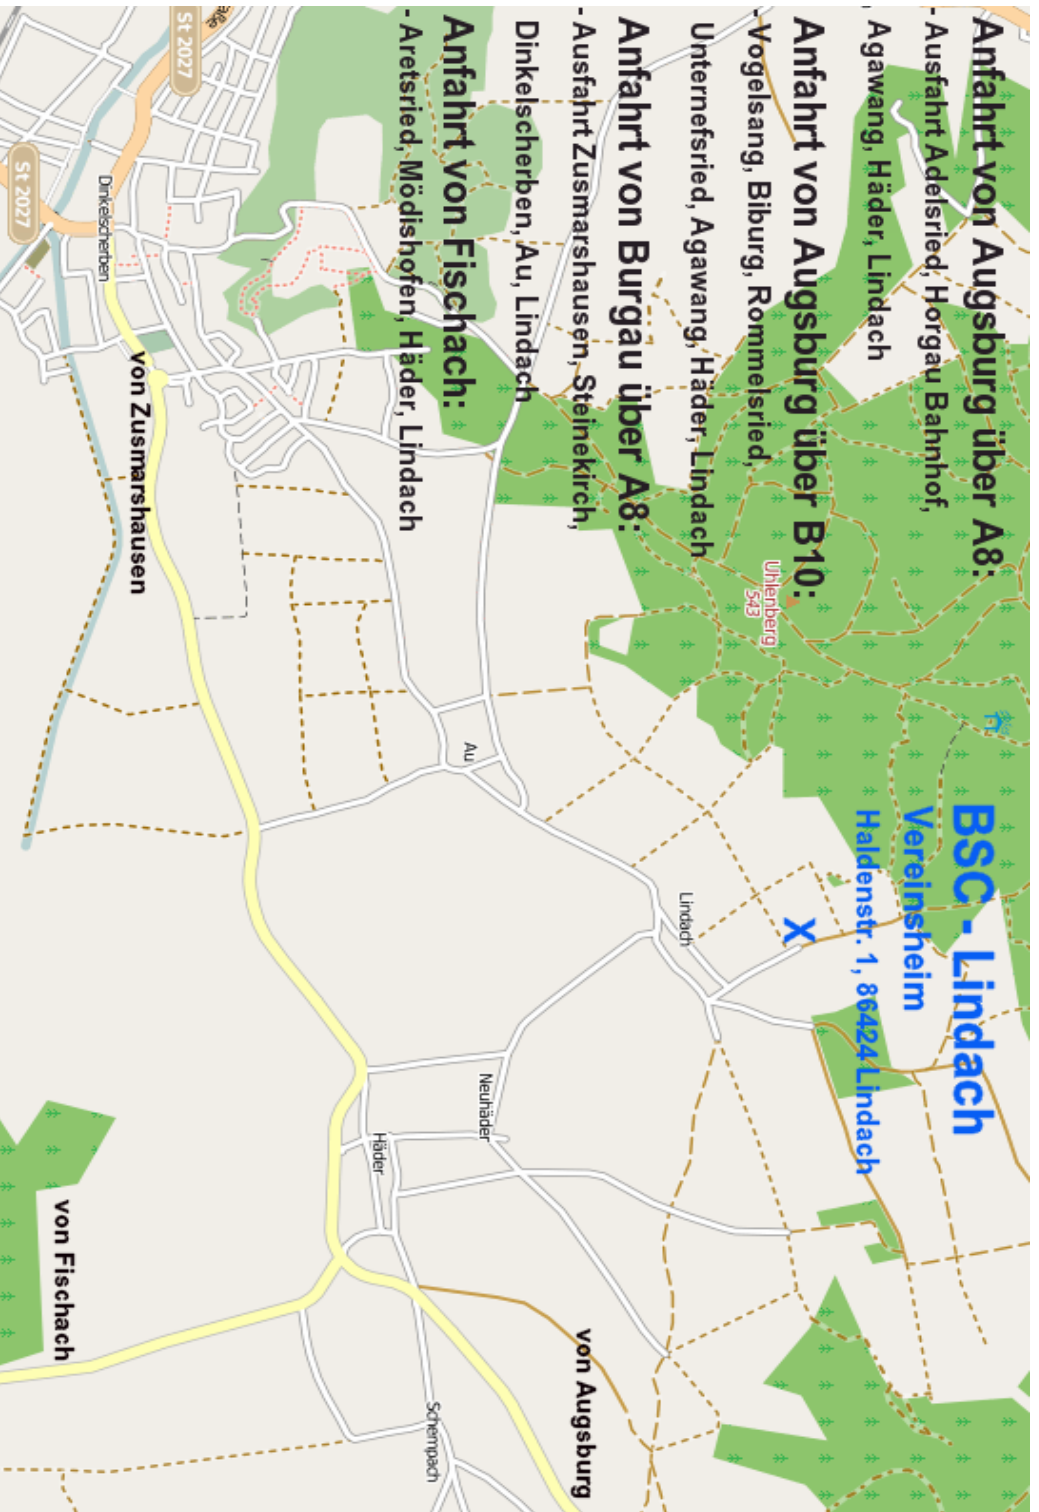 Anfahrt von Augsburg über A8:
- Ausfahrt Adelsried, Horgau Bahnhof,
Agawang, Häder, Lindach
Anfahrt von Augsburg über B10:
- Vogelsang, Biburg, Rommelsried,
Unternefsried, Agawang, Häder, Lindach
Anfahrt von Burgau über A8:
- Ausfahrt Zusmarshausen, Steinekirch,
Dinkelscherben, Au, Lindach
Anfahrt von Fischach:
- Aretsried, Mödishofen, Häder, Lindach
BSC - Lindach
Vereinsheim
Haldenstr. 1, 86424 Lindach
X
Uhlenberg
543
Lindach
Au
Neuhäder
Häder
Schempach
von Augsburg
von Zusmarshausen
von Fischach
Dinkelscherben
St 2027
St 2027